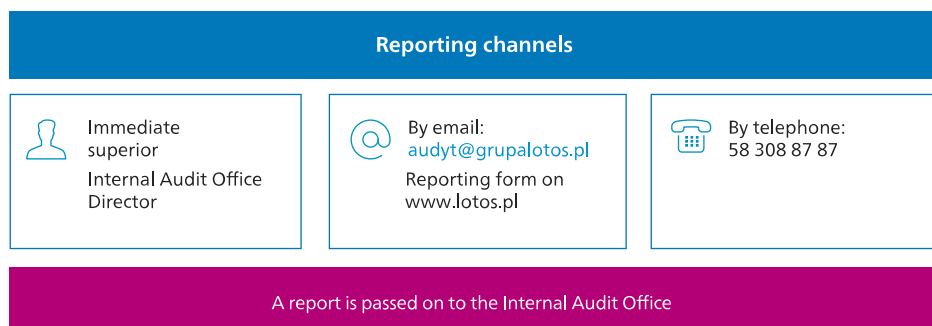 Reporting channels
Immediate
superior
Internal Audit Office
Director
By email:
audyt@grupalotos.pl
Reporting form on
www.lotos.pl
By telephone:
58 308 87 87
A report is passed on to the Internal Audit Office